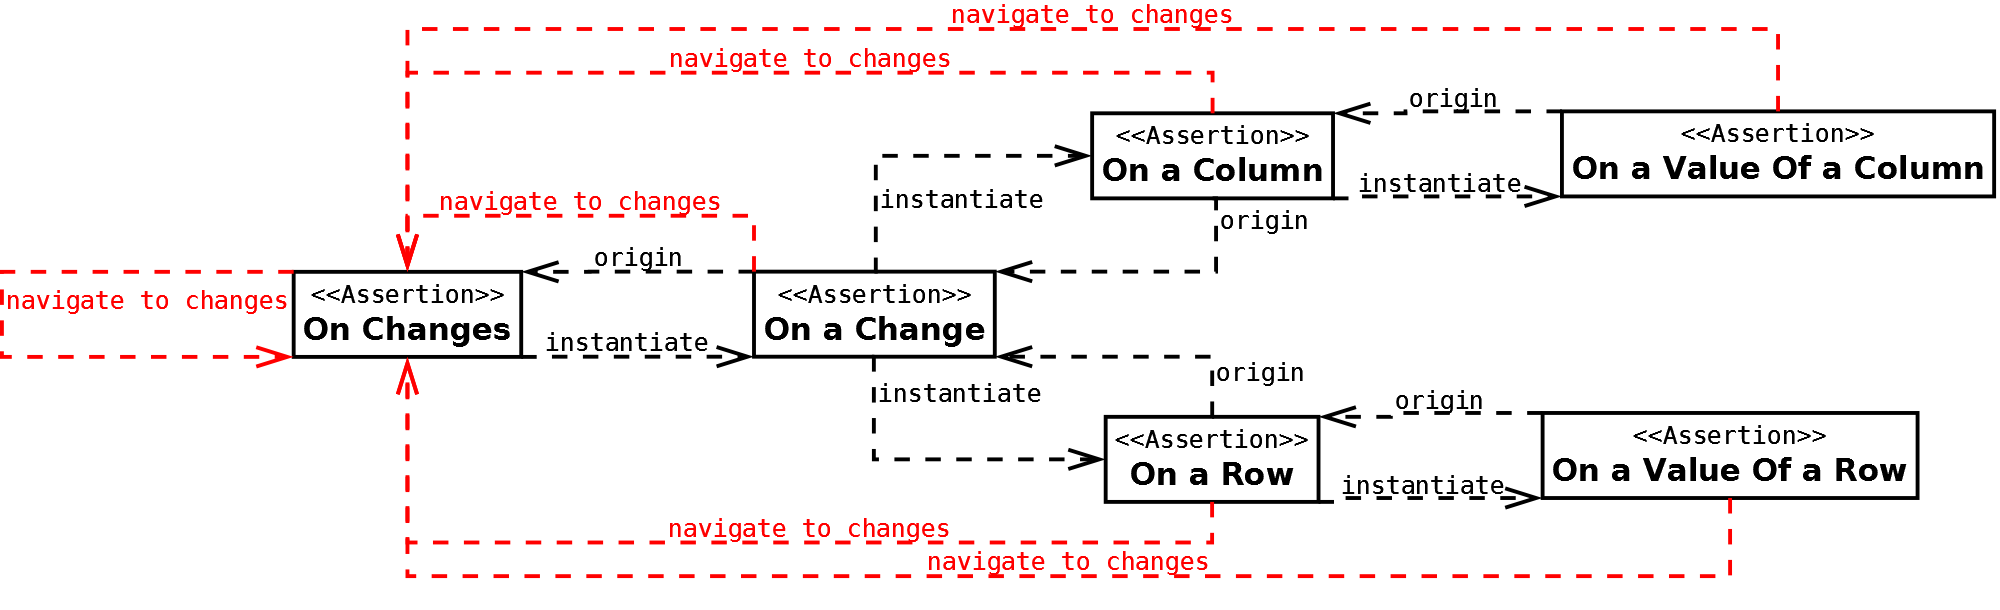 navigate to changes
navigate to changes
origin
<<Assertion>>
On a Column
<<Assertion>>
On a Value Of a Column
instantiate
instantiate
navigate to changes
origin
origin
navigate to changes
<<Assertion>>
On Changes
<<Assertion>>
On a Change
instantiate
origin
instantiate
origin
<<Assertion>>
On a Row
<<Assertion>>
On a Value Of a Row
instantiate
navigate to changes
navigate to changes